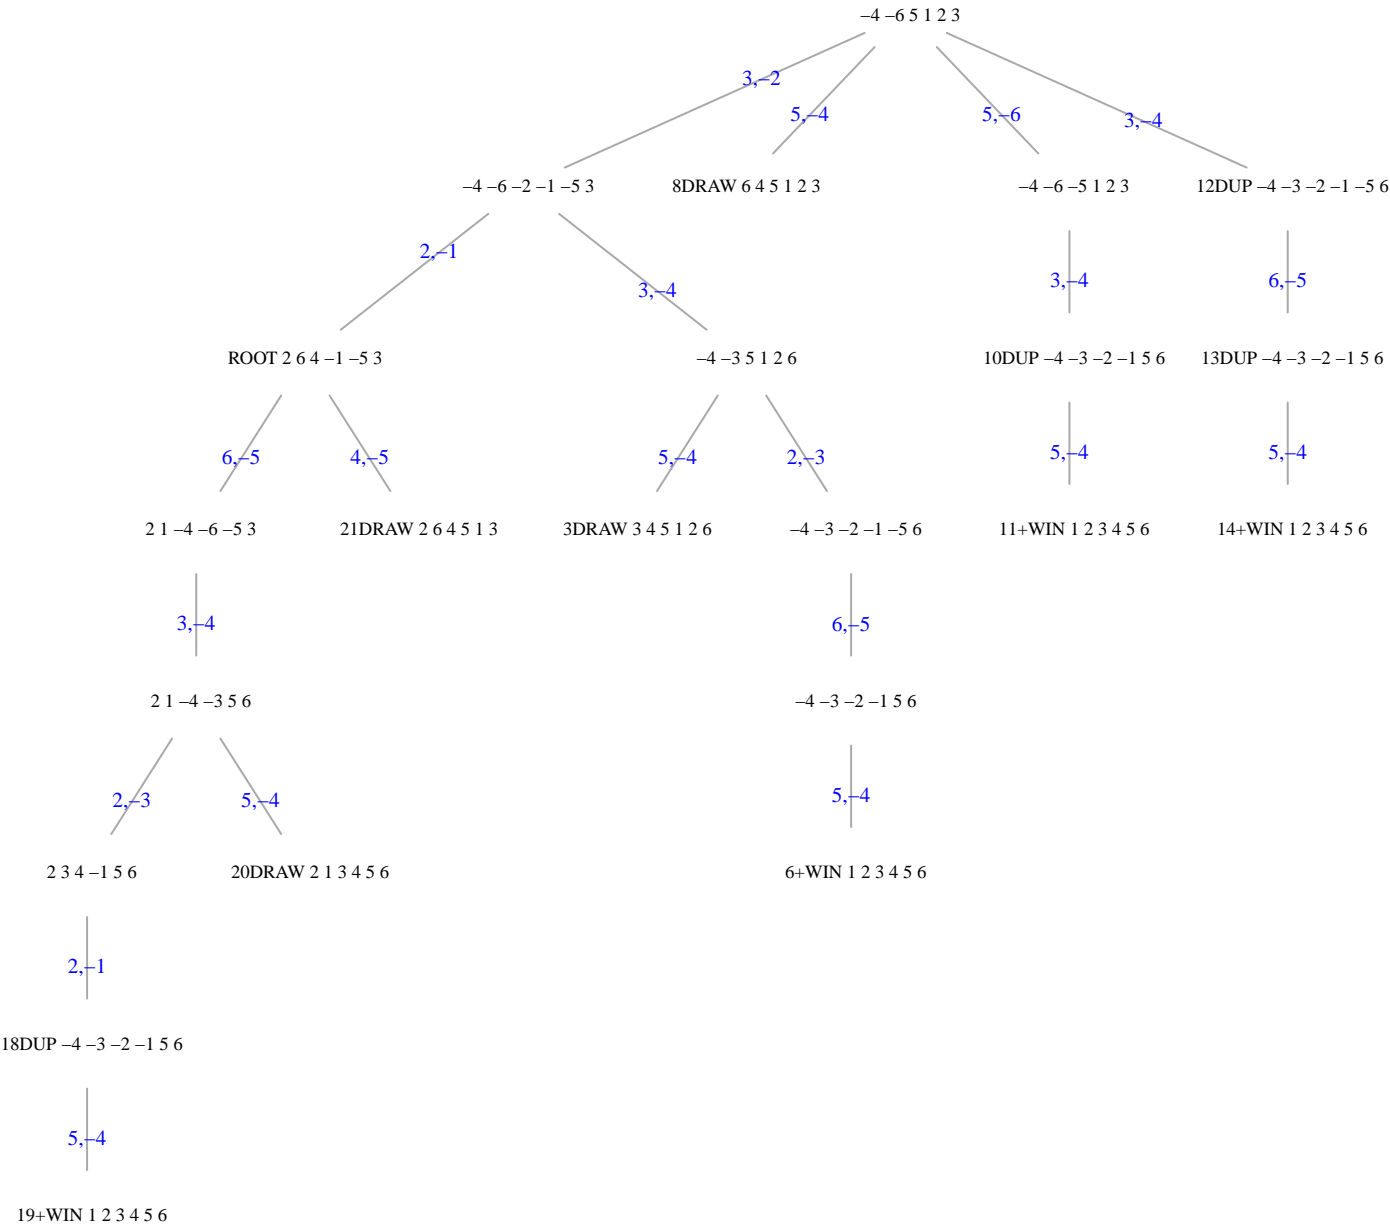 –4 –6 5 1 2 3
3,–2
5,–4
5,–6
3,–4
–4 –6 –2 –1 –5 3
8DRAW 6 4 5 1 2 3
–4 –6 –5 1 2 3
12DUP –4 –3 –2 –1 –5 6
2,–1
3,–4
3,–4
6,–5
ROOT 2 6 4 –1 –5 3
–4 –3 5 1 2 6
10DUP –4 –3 –2 –1 5 6
13DUP –4 –3 –2 –1 5 6
6,–5
4,–5
5,–4
2,–3
5,–4
5,–4
2 1 –4 –6 –5 3
21DRAW 2 6 4 5 1 3
3DRAW 3 4 5 1 2 6
–4 –3 –2 –1 –5 6
11+WIN 1 2 3 4 5 6
14+WIN 1 2 3 4 5 6
3,–4
6,–5
2 1 –4 –3 5 6
–4 –3 –2 –1 5 6
2,–3
5,–4
5,–4
2 3 4 –1 5 6
20DRAW 2 1 3 4 5 6
6+WIN 1 2 3 4 5 6
2,–1
18DUP –4 –3 –2 –1 5 6
5,–4
19+WIN 1 2 3 4 5 6